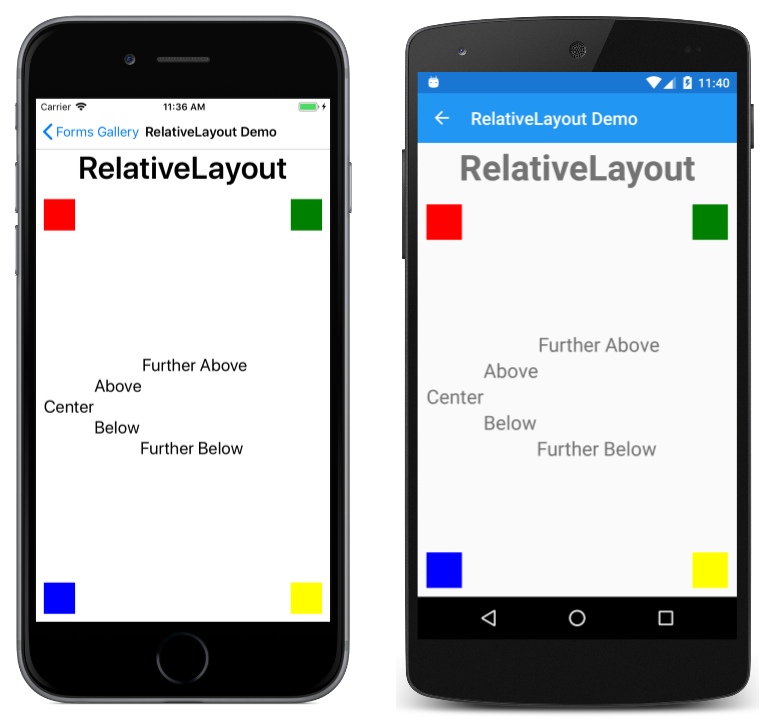 Carrier 11:36 AM
Forms Gallery RelativeLayout Demo
RelativeLayout
Further Above
Above
Center
Below
Further Below
11:40
RelativeLayout Demo
RelativeLayout
Further Above
Above
Center
Below
Further Below